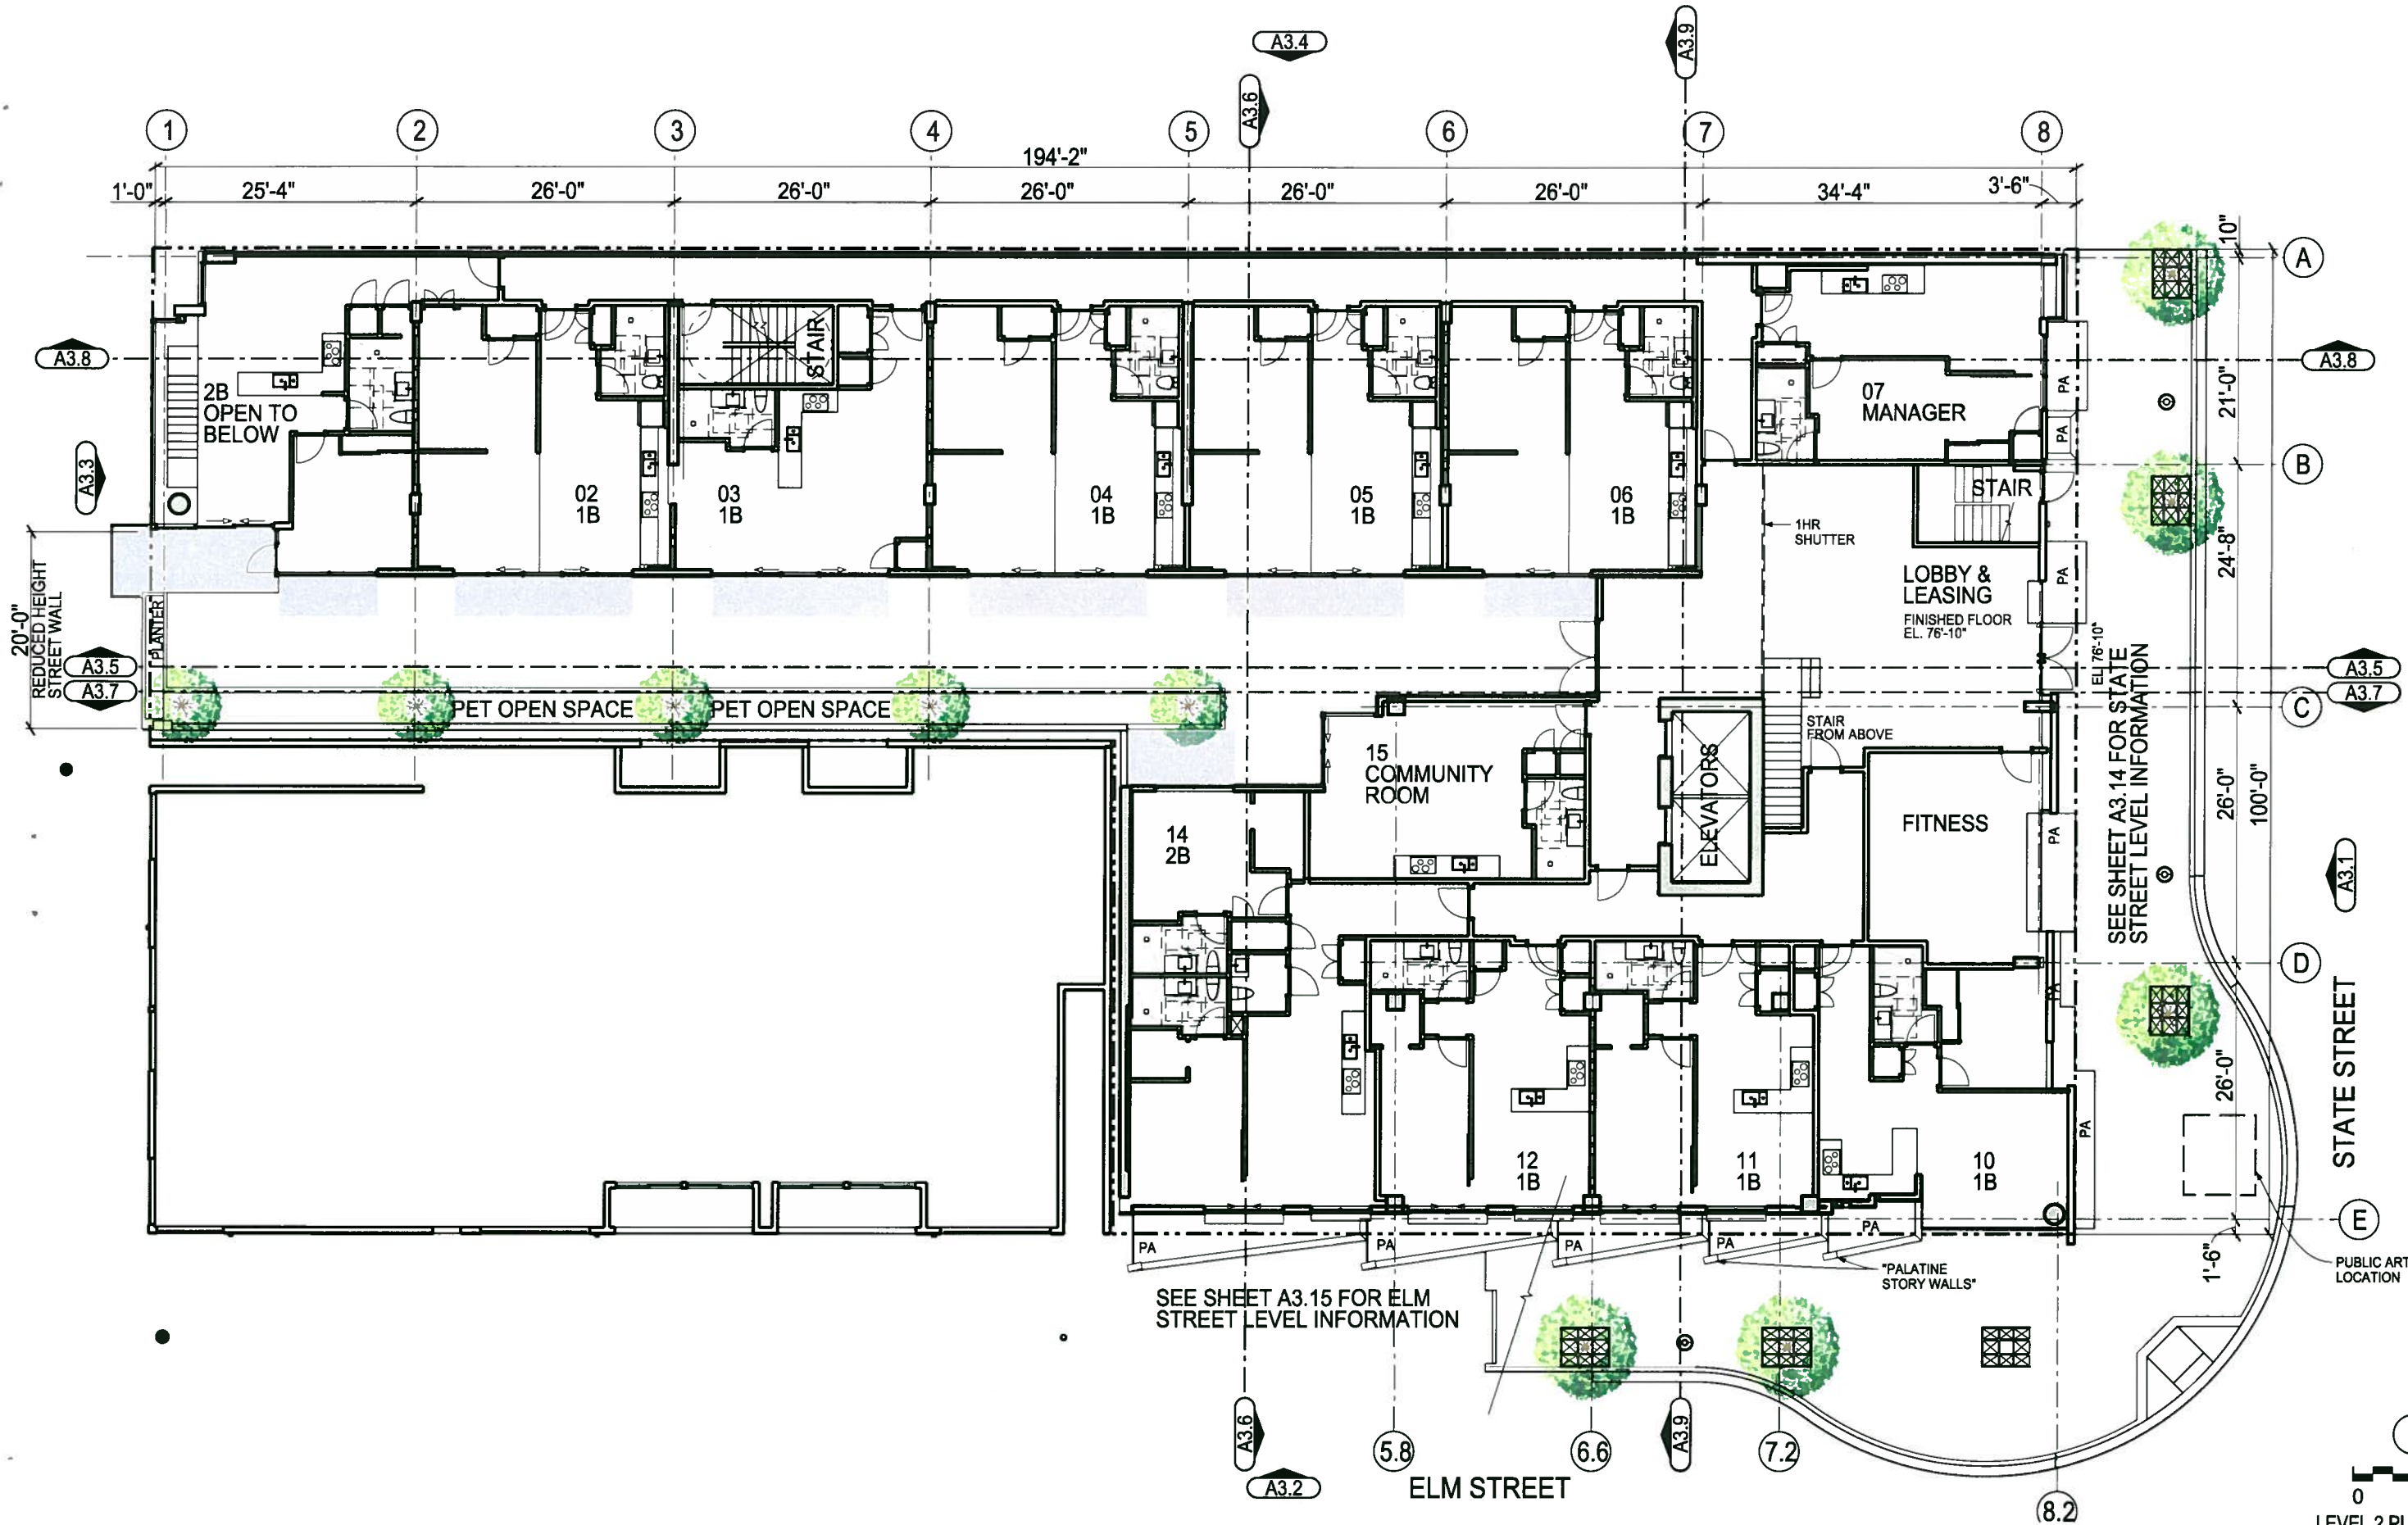 A3.4
A3.9
A3.6
1
2
3
4
5
6
7
8
194'-2"
1'-0"
25'-4"
26'-0"
26'-0"
26'-0"
26'-0"
26'-0"
34'-4"
3'-6"
10"
A
A3.8
A3.8
STAIR
2B
OPEN TO
BELOW
07
MANAGER
PA
PA
21'-0"
A3.3
B
02
1B
03
1B
04
1B
05
1B
06
1B
STAIR
1HR
SHUTTER
24'-8"
LOBBY &
LEASING
FINISHED FLOOR
EL. 76'-10"
PA
20'-0"
REDUCED HEIGHT
STREET WALL
PLANTER
EL 76'-10"
A3.5
A3.7
A3.5
A3.7
PET OPEN SPACE
PET OPEN SPACE
C
STAIR
FROM ABOVE
15
COMMUNITY
ROOM
ELEVATORS
FITNESS
PA
14
2B
SEE SHEET A3.14 FOR STATE
STREET LEVEL INFORMATION
26'-0"
100'-0"
A3.1
D
PA
STATE STREET
26'-0"
12
1B
11
1B
10
1B
PA
E
PA
PA
PA
PA
PA
1'-6"
"PALATINE
STORY WALLS"
PUBLIC ART
LOCATION
SEE SHEET A3.15 FOR ELM
STREET LEVEL INFORMATION
A3.6
A3.9
5.8
6.6
7.2
A3.2
ELM STREET
8.2
0
LEVEL 2